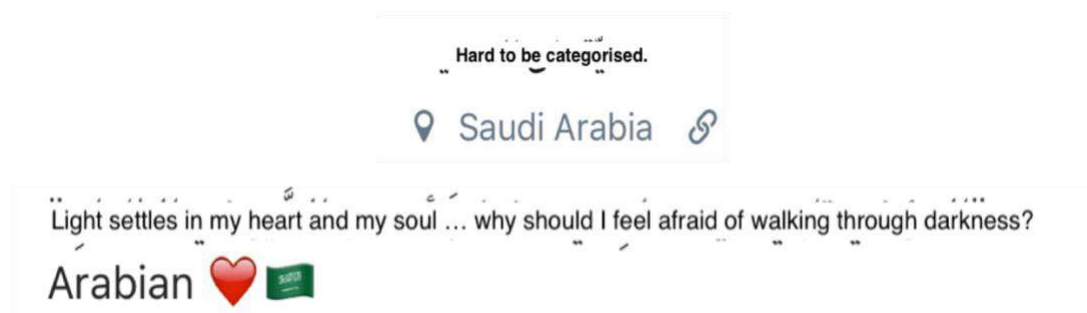 Hard to be categorised.
Saudi Arabia
Light settles in my heart and my soul ... why should I feel afraid of walking through darkness?
Arabian ❤️🇸🇦